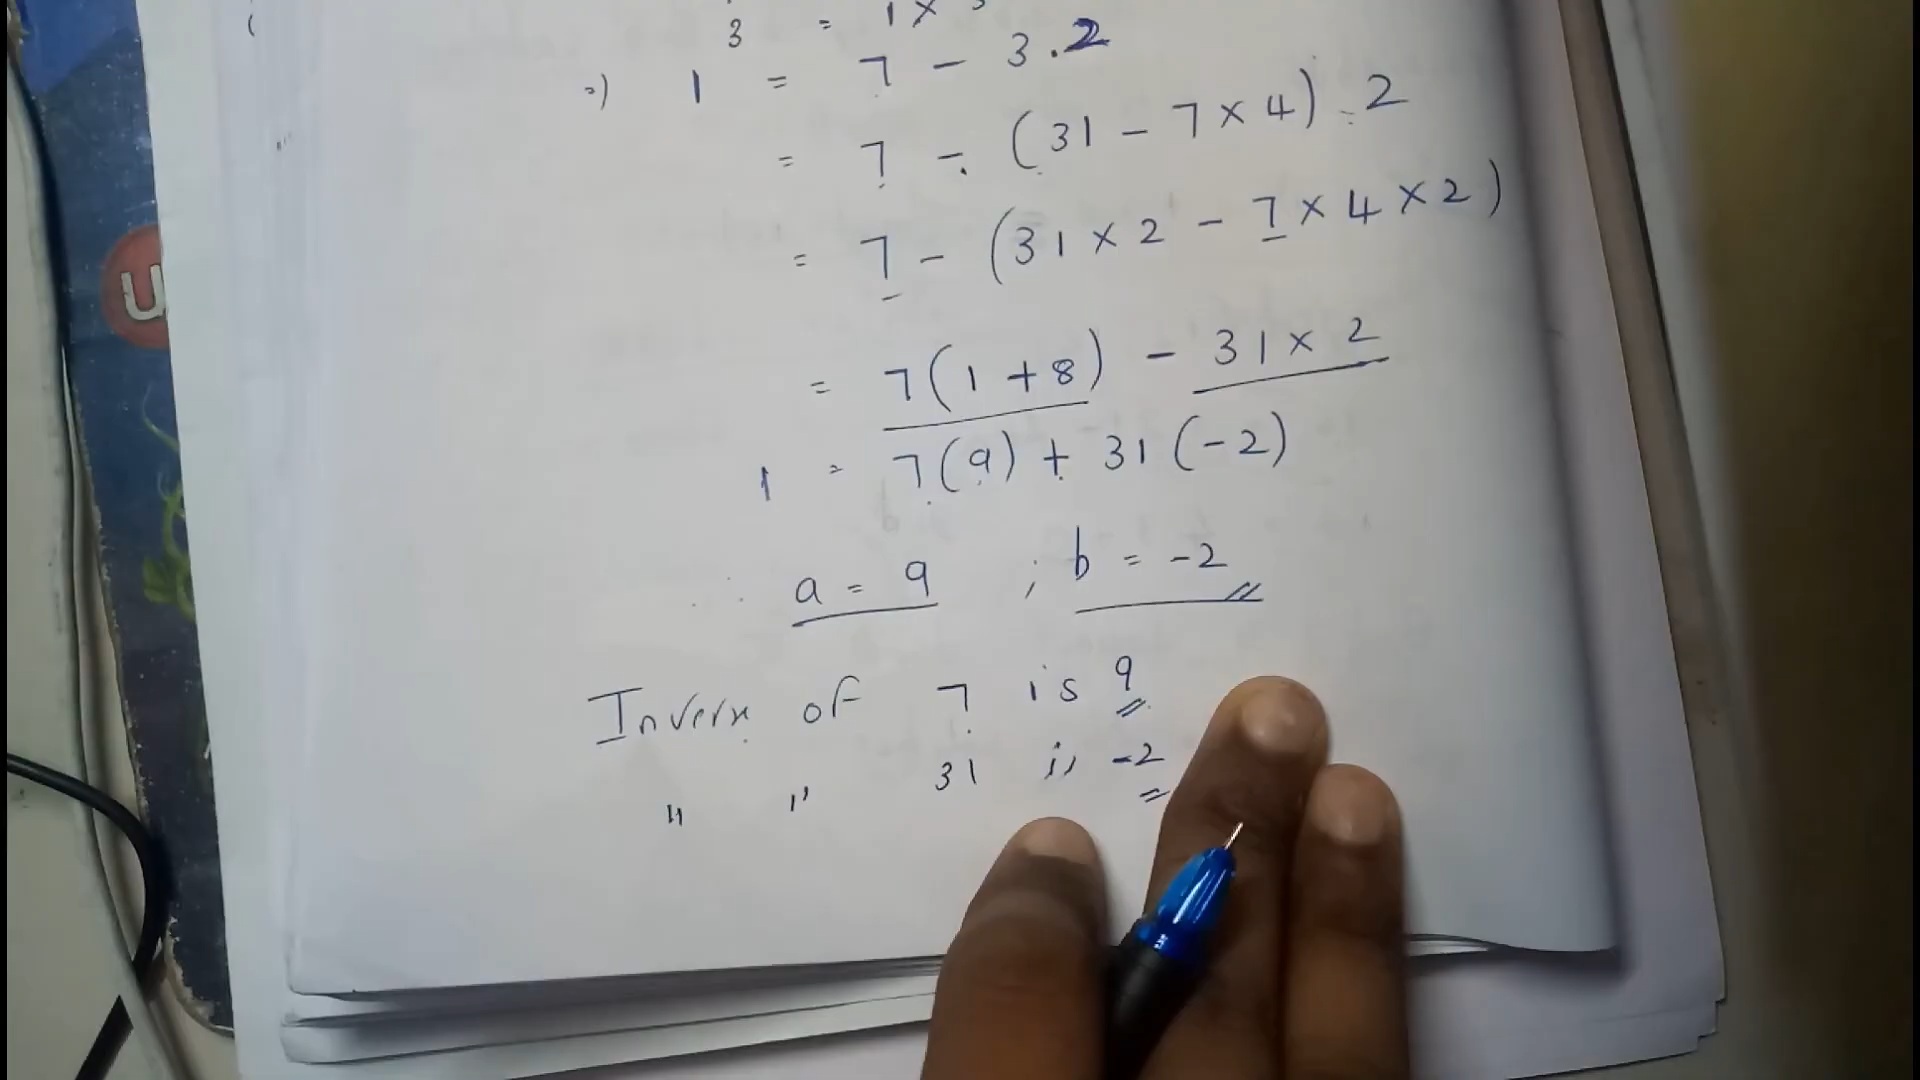 3 = 1 ×
=) 1 = 7 - 3.2
= 7 - (31 - 7 × 4) . 2
= 7 - (31 × 2 - 7 × 4 × 2)
= 7(1 + 8) - 31 × 2
1 = 7(9) + 31(-2)
a = 9 ; b = -2
Inverse of 7 is 9
" " 31 is -2
U